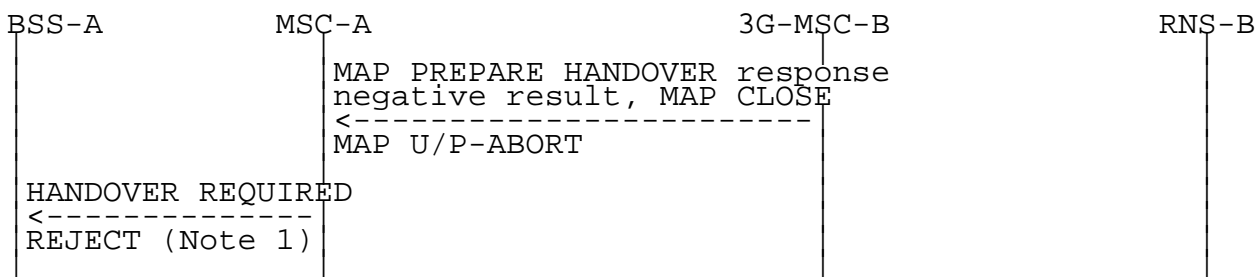 BSS-A MSC-A 3G-MSC-B RNS-B
MAP PREPARE HANDOVER response
negative result, MAP CLOSE
<-------------------------
MAP U/P-ABORT
HANDOVER REQUIRED
<--------------
REJECT (Note 1)